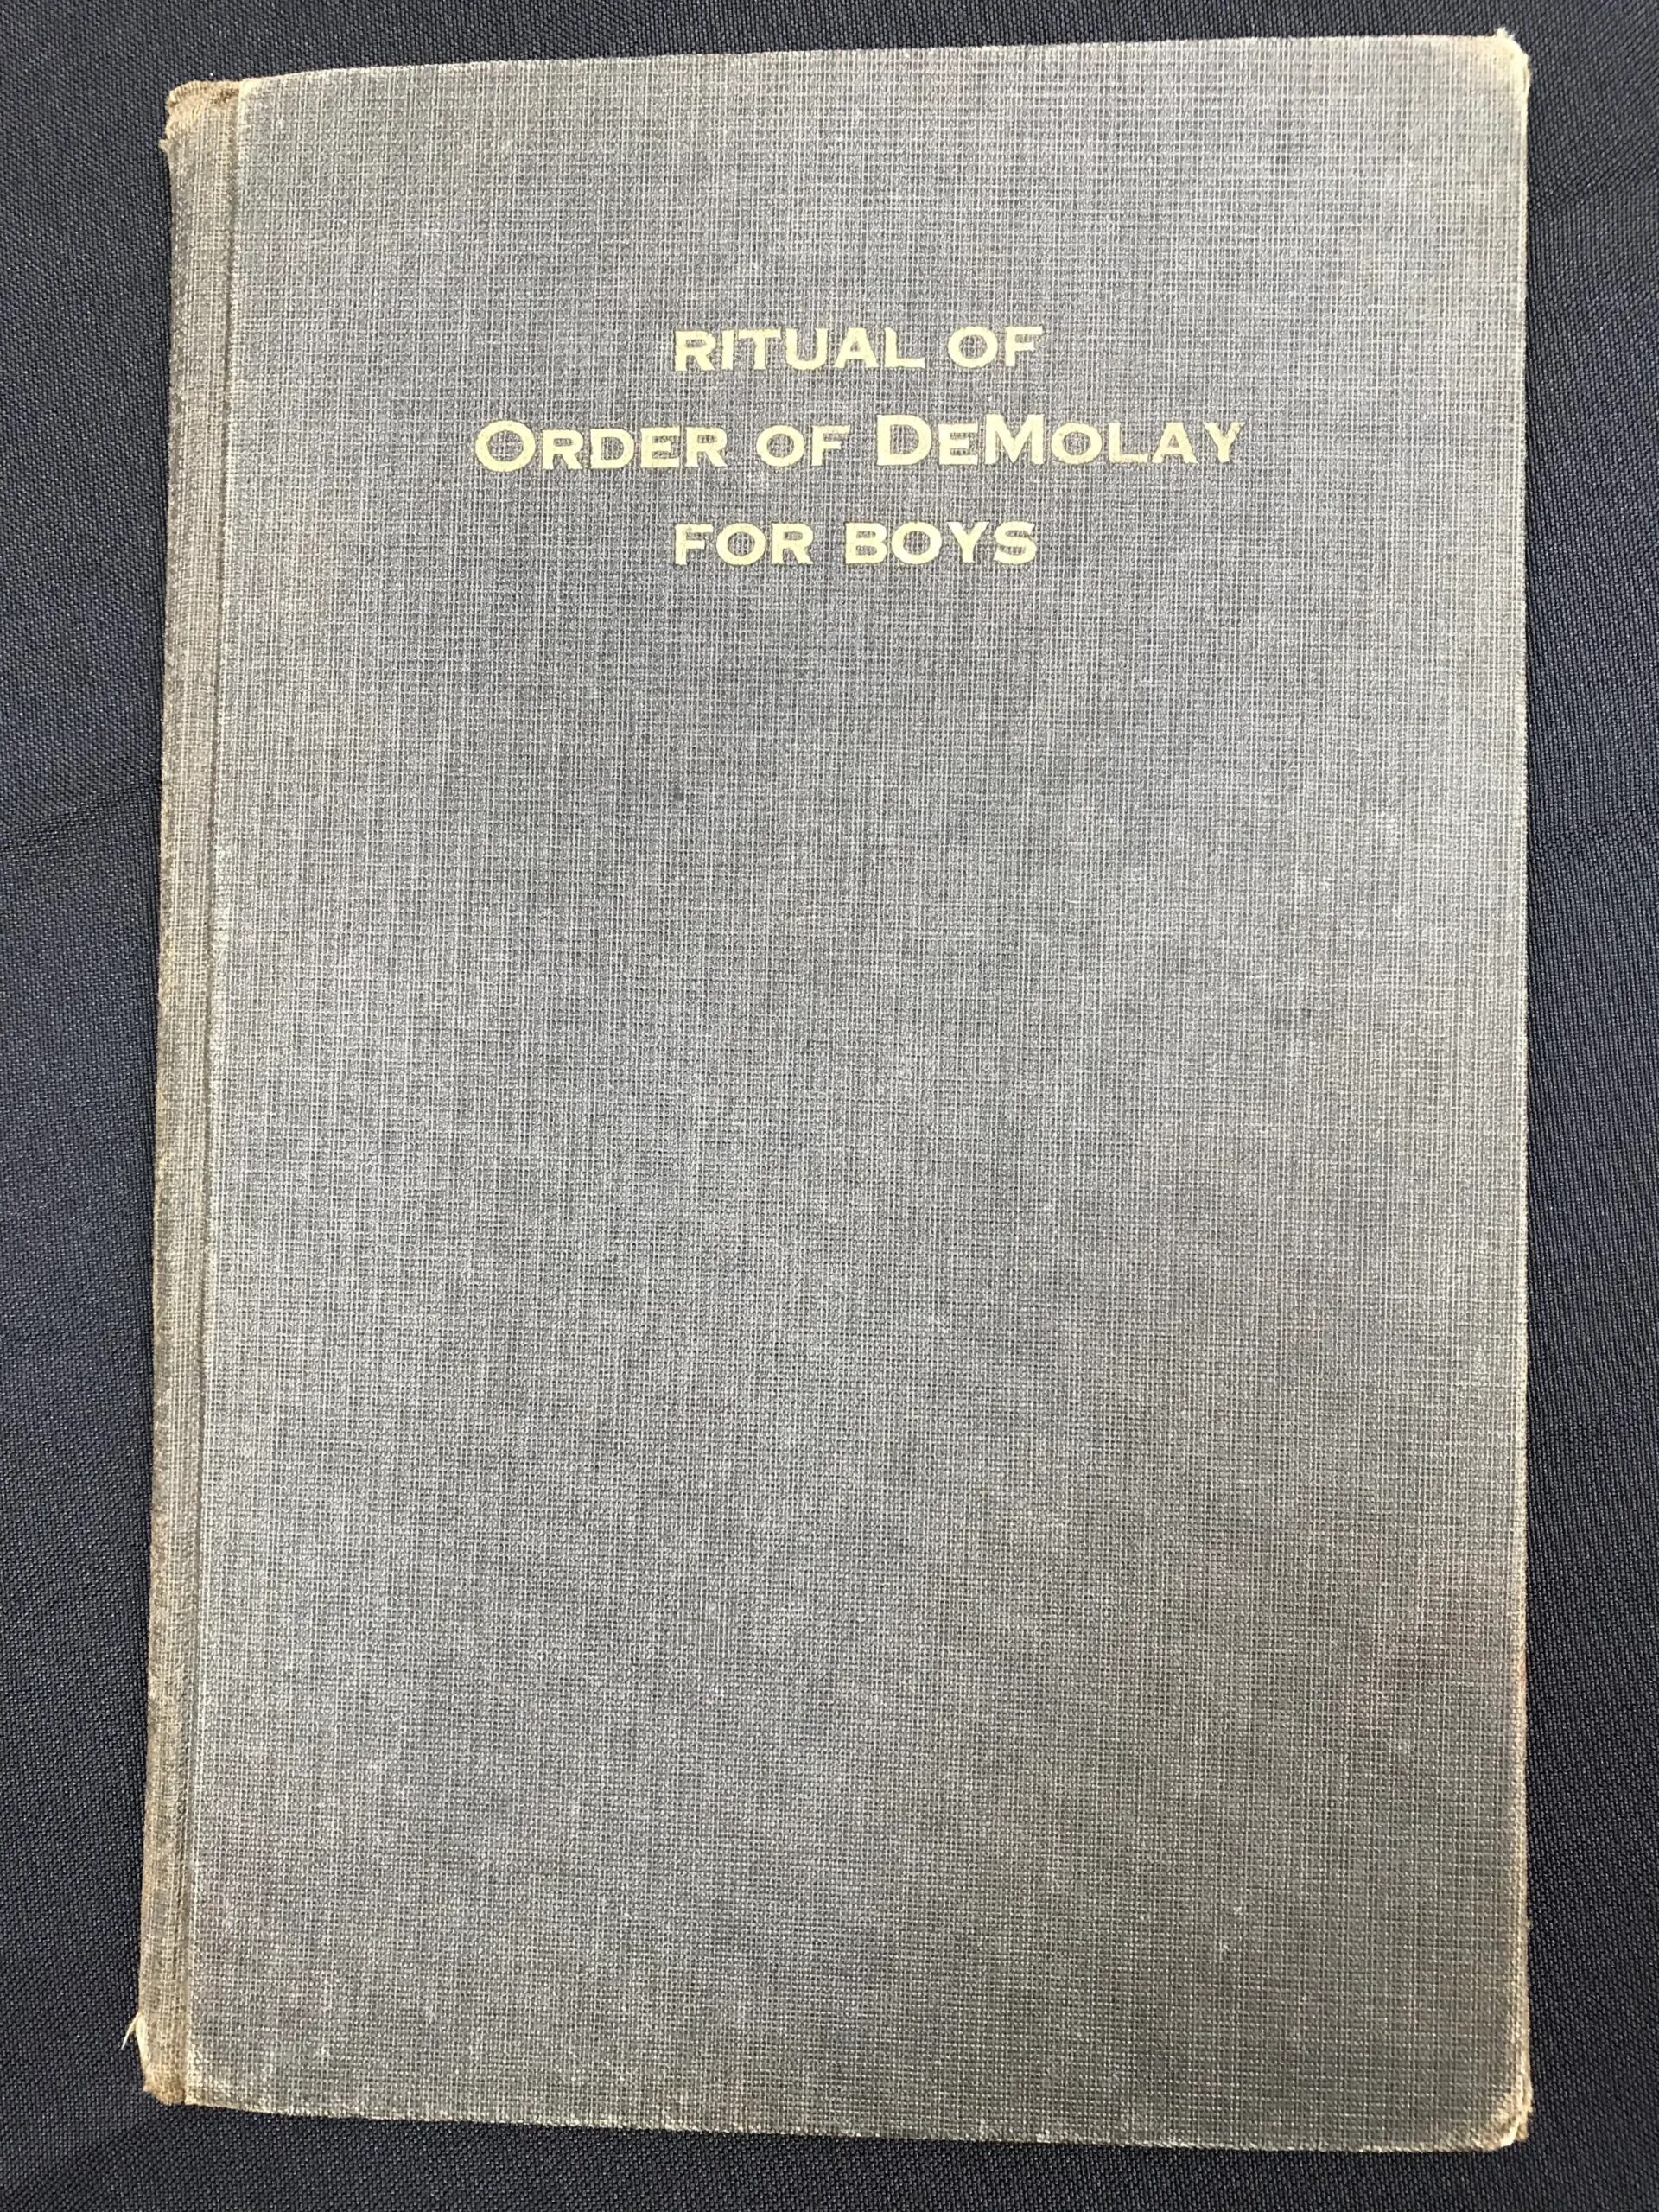 RITUAL OF
ORDER OF DEMOLAY
FOR BOYS